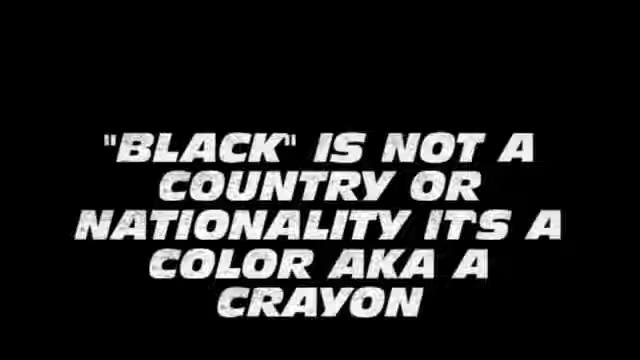 "BLACK" IS NOT A
COUNTRY OR
NATIONALITY IT'S A
COLOR AKA A
CRAYON